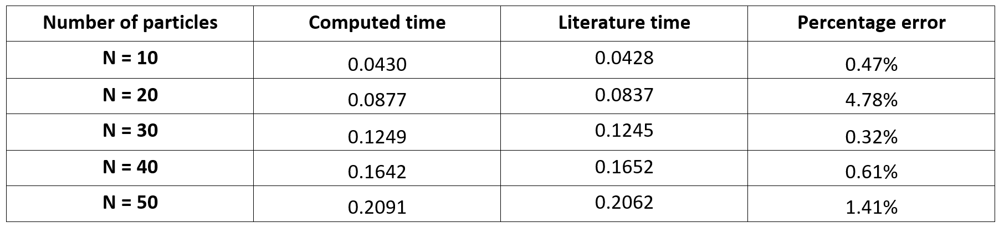 Number of particles Computed time Literature time Percentage error
N = 10 0.0430 0.0428 0.47%
N = 20 0.0877 0.0837 4.78%
N = 30 0.1249 0.1245 0.32%
N = 40 0.1642 0.1652 0.61%
N = 50 0.2091 0.2062 1.41%